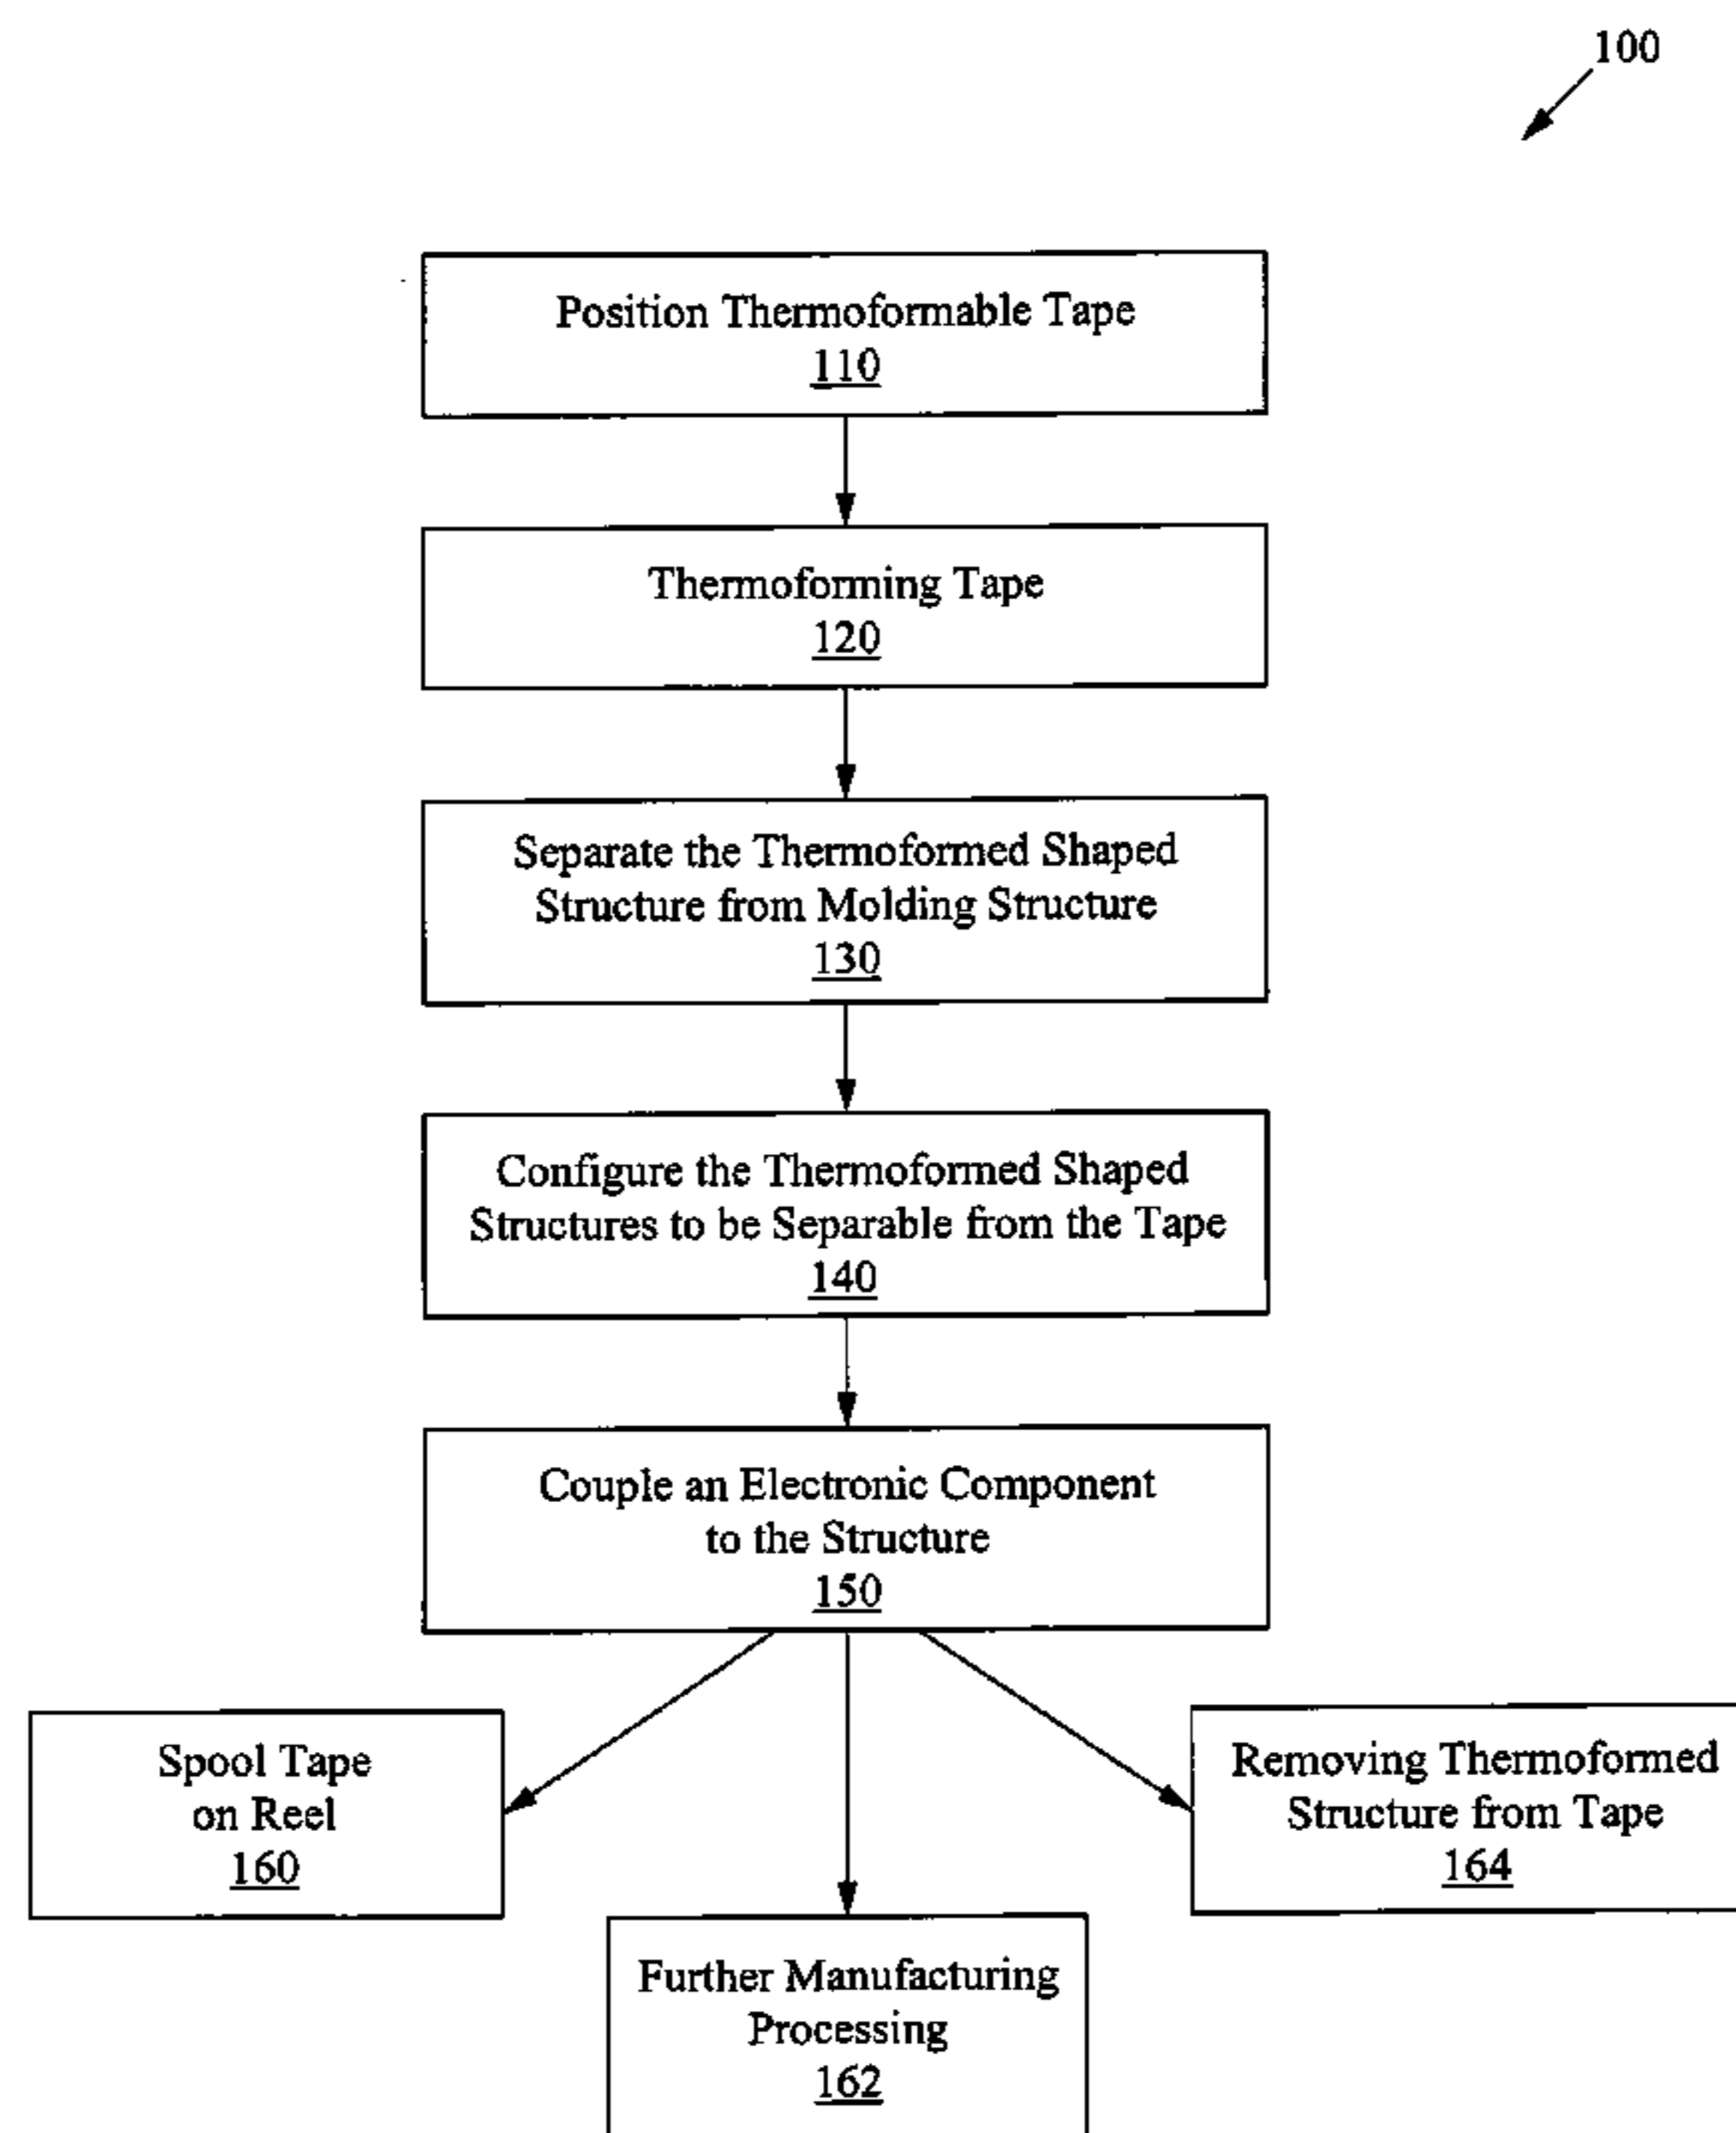 100
Position Thermoformable Tape
110
Thermoforming Tape
120
Separate the Thermoformed Shaped
Structure from Molding Structure
130
Configure the Thermoformed Shaped
Structures to be Separable from the Tape
140
Couple an Electronic Component
to the Structure
150
Spool Tape
on Reel
160
Further Manufacturing
Processing
162
Removing Thermoformed
Structure from Tape
164